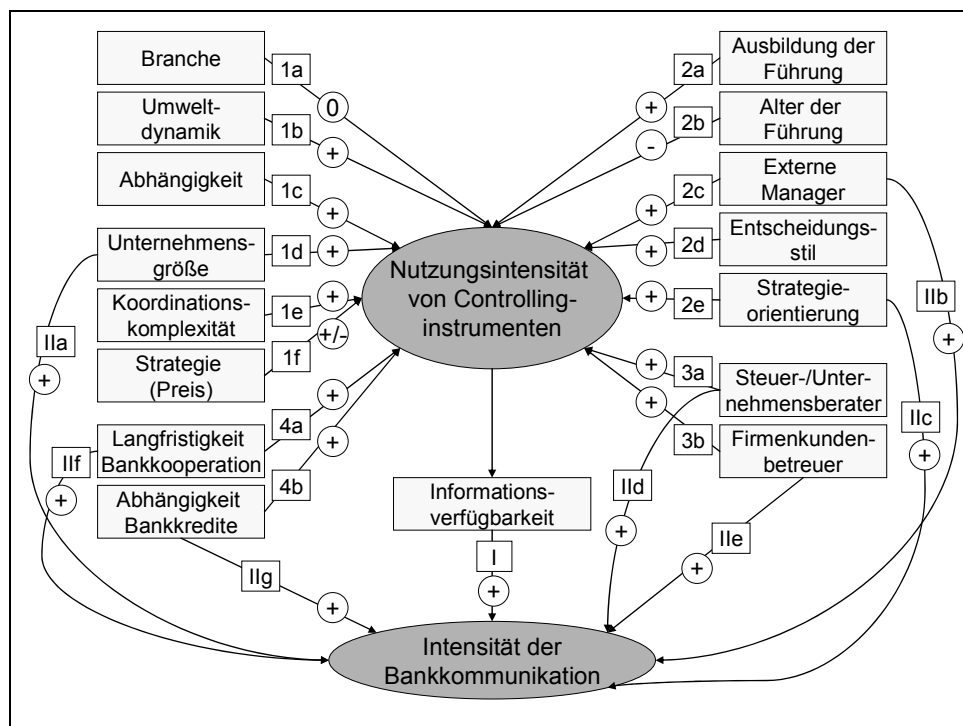 Branche
1a
0
Umwelt-
dynamik
1b
+
Abhängigkeit
1c
+
Unternehmens-
größe
1d
+
Koordinations-
komplexität
1e
+
Strategie
(Preis)
1f
+/-
Langfristigkeit
Bankkooperation
4a
+
Abhängigkeit
Bankkredite
4b
+
Ausbildung der
Führung
2a
+
Alter der
Führung
2b
-
Externe
Manager
2c
+
Entscheidungs-
stil
2d
+
Strategie-
orientierung
2e
+
Steuer-/Unter-
nehmensberater
3a
+
Firmenkunden-
betreuer
3b
+
Nutzungsintensität
von Controlling-
instrumenten
Informations-
verfügbarkeit
I
+
IIa
+
IIf
+
IIg
+
IId
+
IIe
+
IIb
+
IIc
+
Intensität der
Bankkommunikation